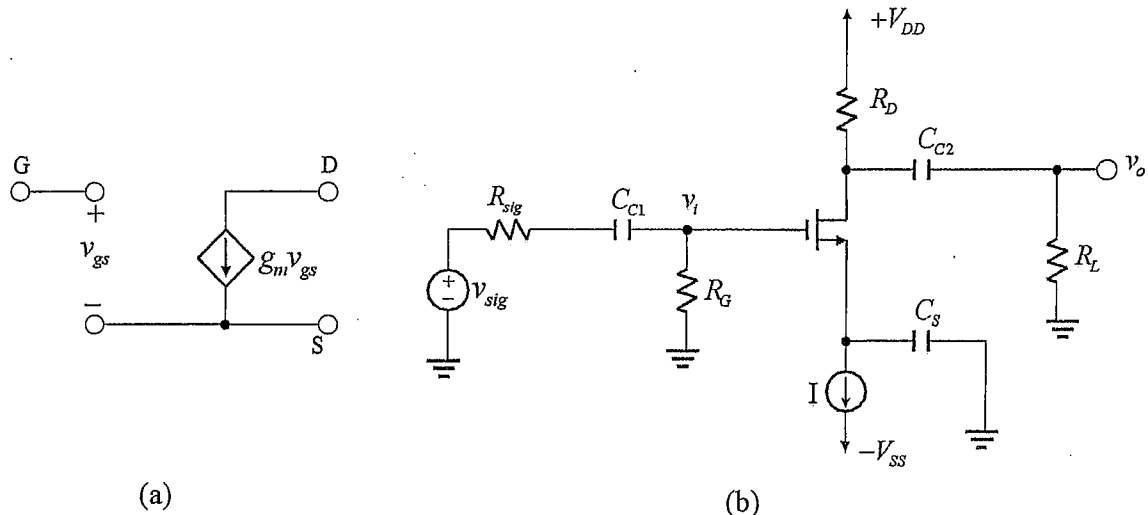 +V_DD
R_D
C_C2
v_o
G
D
R_sig
C_C1
v_i
+
v_gs
g_m v_gs
+
−
v_sig
R_G
R_L
−
S
C_S
I
−V_SS
(a)
(b)